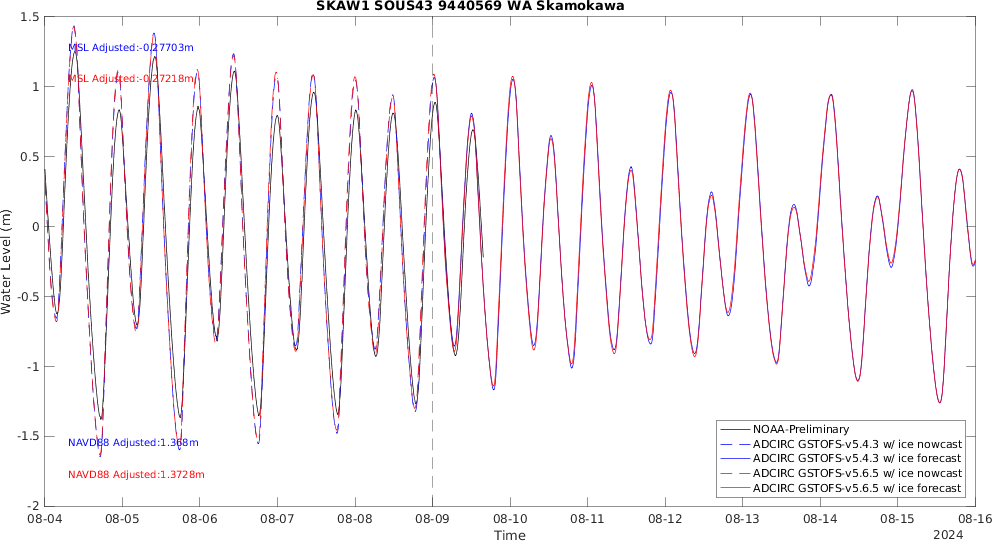 SKAW1 SOUS43 9440569 WA Skamokawa
1.5
1
0.5
0
-0.5
-1
-1.5
-2
Water Level (m)
MSL Adjusted:-0.27703m
MSL Adjusted:-0.27218m
NAVD88 Adjusted:1.368m
NAVD88 Adjusted:1.3728m
NOAA-Preliminary
ADCIRC GSTOFS-v5.4.3 w/ ice nowcast
ADCIRC GSTOFS-v5.4.3 w/ ice forecast
ADCIRC GSTOFS-v5.6.5 w/ ice nowcast
ADCIRC GSTOFS-v5.6.5 w/ ice forecast
08-04 08-05 08-06 08-07 08-08 08-09 08-10 08-11 08-12 08-13 08-14 08-15 08-16
Time
2024